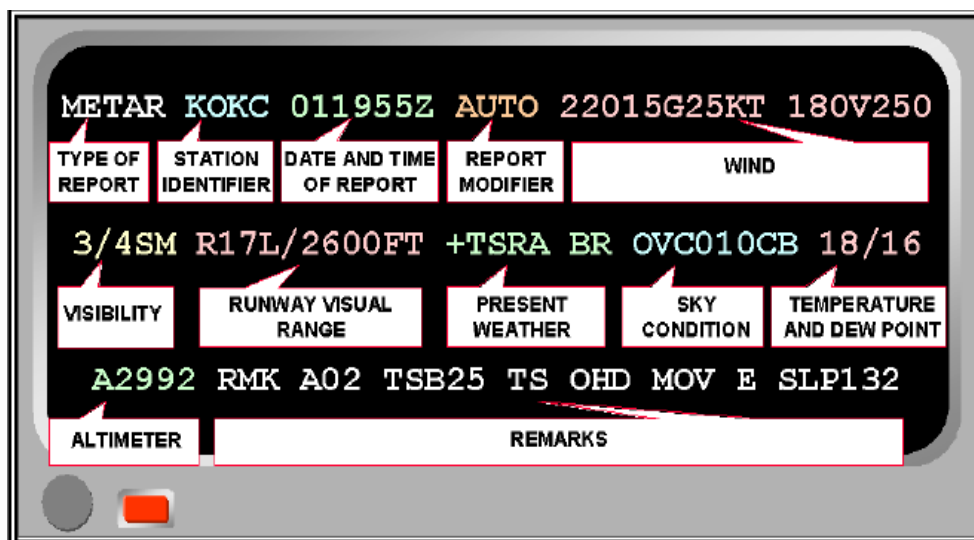 METAR KOKC 011955Z AUTO 22015G25KT 180V250
TYPE OF REPORT
STATION IDENTIFIER
DATE AND TIME OF REPORT
REPORT MODIFIER
WIND
3/4SM R17L/2600FT +TSRA BR OVC010CB 18/16
VISIBILITY
RUNWAY VISUAL RANGE
PRESENT WEATHER
SKY CONDITION
TEMPERATURE AND DEW POINT
A2992 RMK A02 TSB25 TS OHD MOV E SLP132
ALTIMETER
REMARKS